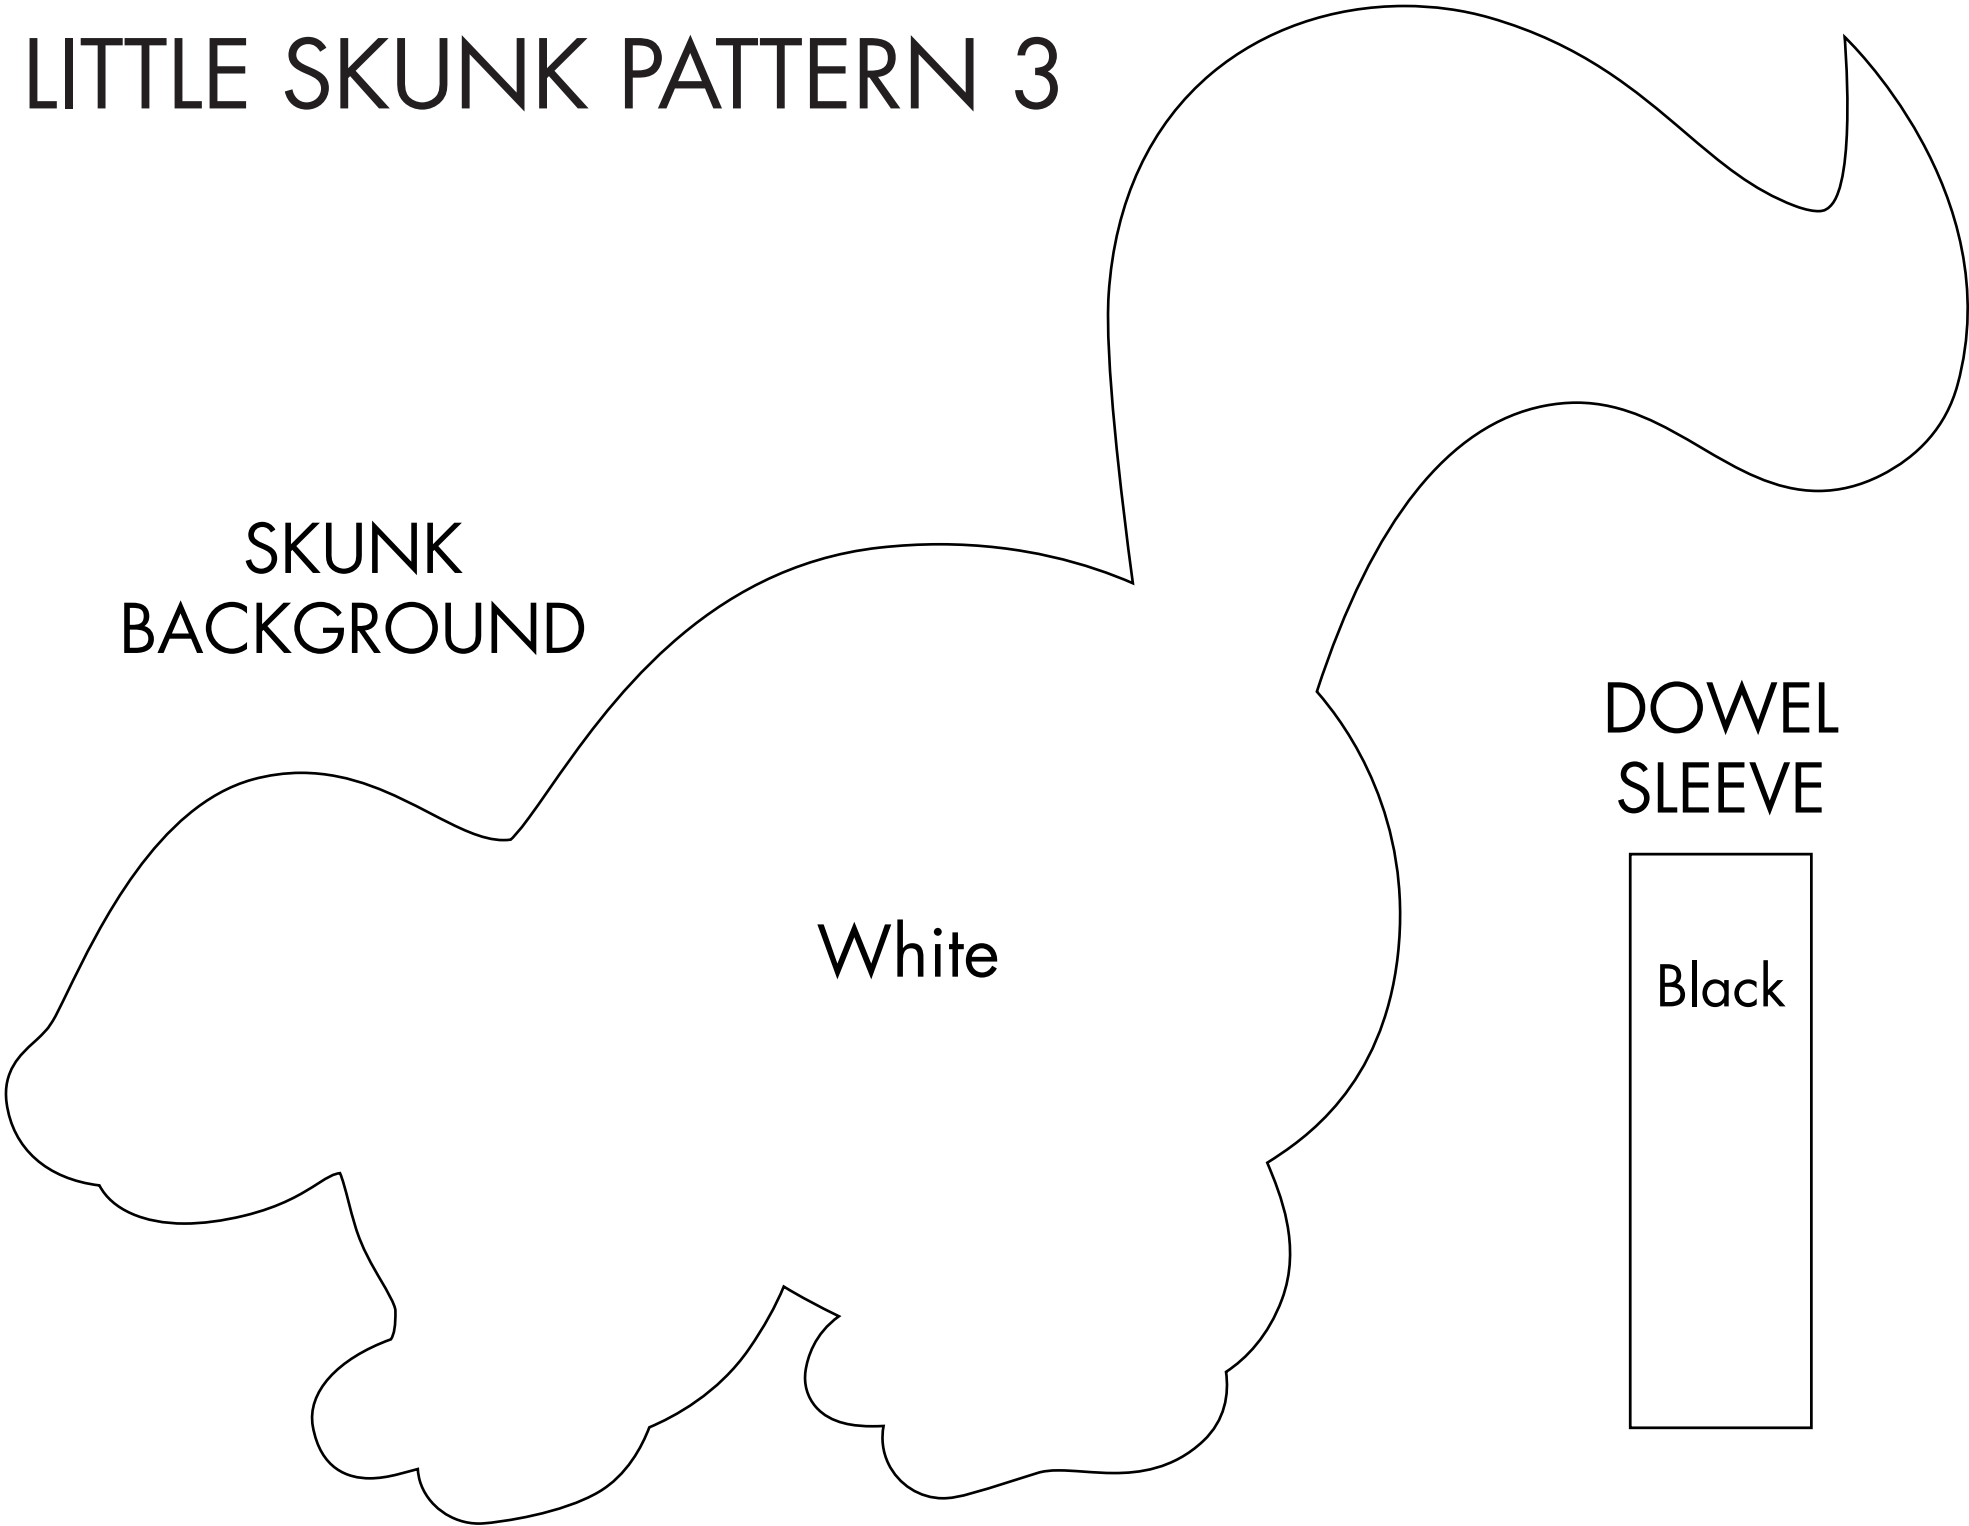 LITTLE SKUNK PATTERN 3
SKUNK
BACKGROUND
White
DOWEL
SLEEVE
Black